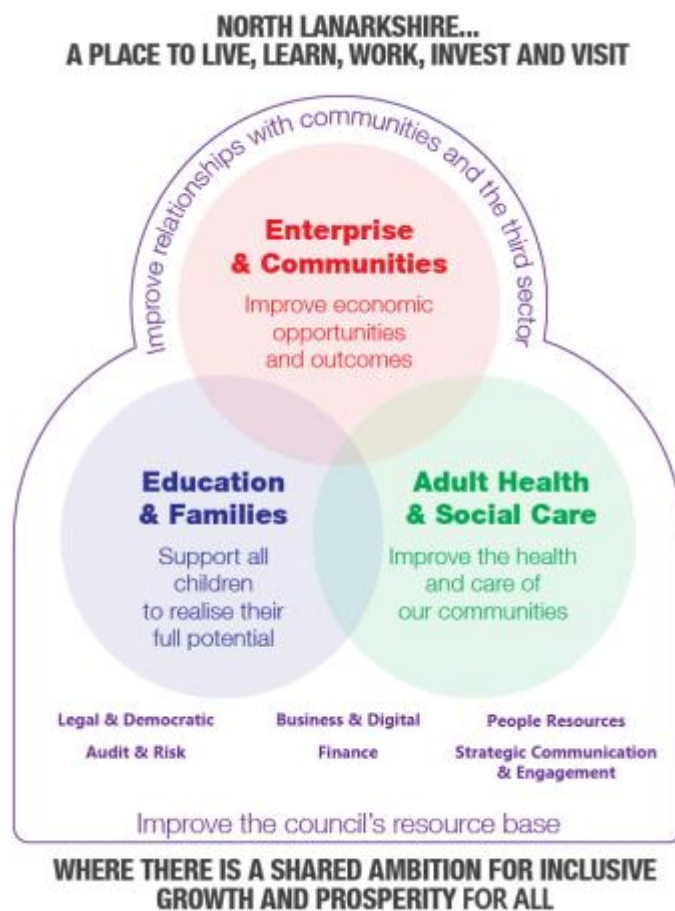 NORTH LANARKSHIRE...
A PLACE TO LIVE, LEARN, WORK, INVEST AND VISIT
Improve relationships with communities and the third sector
Enterprise
& Communities
Improve economic
opportunities
and outcomes
Education
& Families
Support all
children
to realise their
full potential
Adult Health
& Social Care
Improve the health
and care of
our communities
Legal & Democratic
Business & Digital
People Resources
Audit & Risk
Finance
Strategic Communication
& Engagement
Improve the council's resource base
WHERE THERE IS A SHARED AMBITION FOR INCLUSIVE
GROWTH AND PROSPERITY FOR ALL